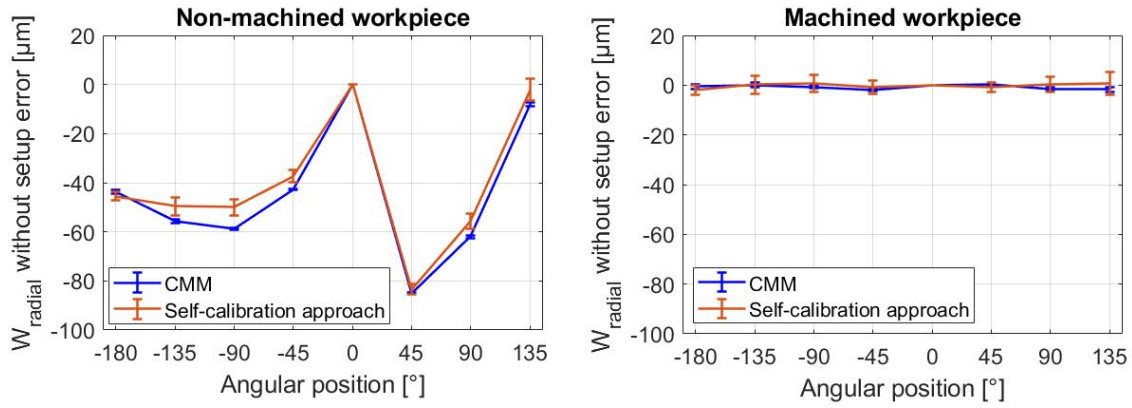 Non-machined workpiece
W_radial without setup error [µm]
20
0
-20
-40
-60
-80
-100
CMM
Self-calibration approach
-180 -135 -90 -45 0 45 90 135
Angular position [°]
Machined workpiece
W_radial without setup error [µm]
20
0
-20
-40
-60
-80
-100
CMM
Self-calibration approach
-180 -135 -90 -45 0 45 90 135
Angular position [°]